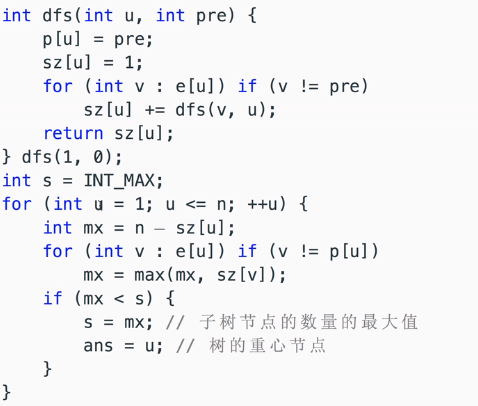 int dfs(int u, int pre) {
    p[u] = pre;
    sz[u] = 1;
    for (int v : e[u]) if (v != pre)
        sz[u] += dfs(v, u);
    return sz[u];
} dfs(1, 0);
int s = INT_MAX;
for (int u = 1; u <= n; ++u) {
    int mx = n – sz[u];
    for (int v : e[u]) if (v != p[u])
        mx = max(mx, sz[v]);
    if (mx < s) {
        s = mx; // 子树节点的数量的最大值
        ans = u; // 树的重心节点
    }
}